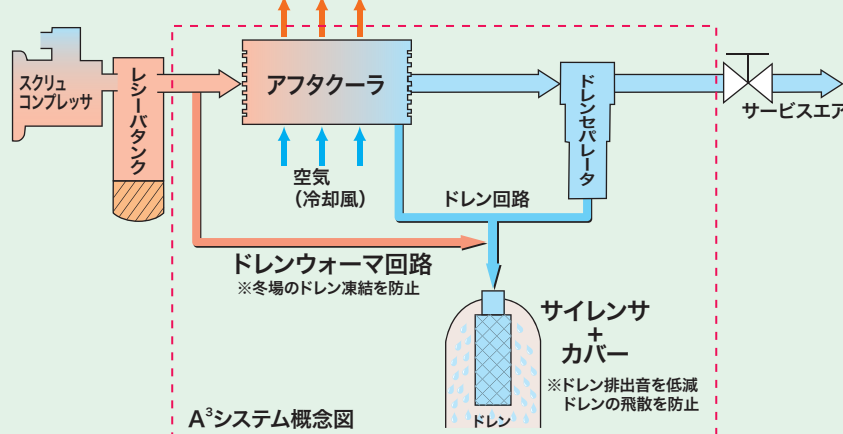 スクリュ
コンプレッサ
レシーバタンク
アフタクーラ
ドレンセパレータ
サービスエア
空気
（冷却風）
ドレン回路
ドレンウォーマ回路
※冬場のドレン凍結を防止
サイレンサ
+
カバー
※ドレン排出音を低減
ドレンの飛散を防止
ドレン
A³システム概念図